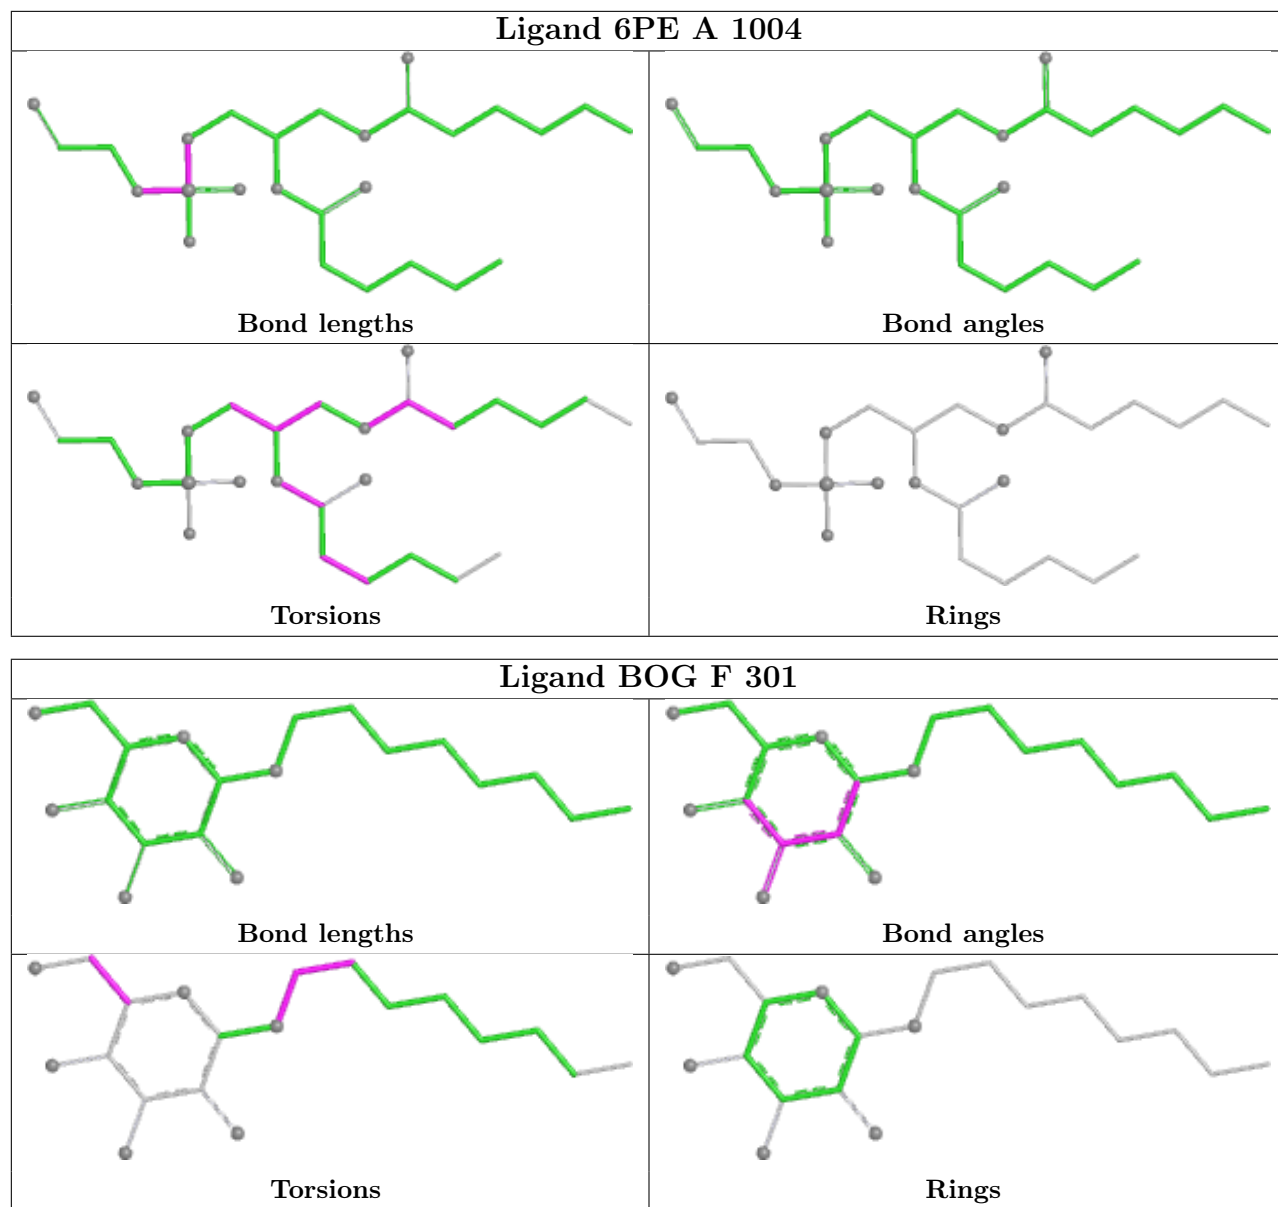 Ligand 6PE A 1004
Bond lengths
Bond angles
Torsions
Rings
Ligand BOG F 301
Bond lengths
Bond angles
Torsions
Rings